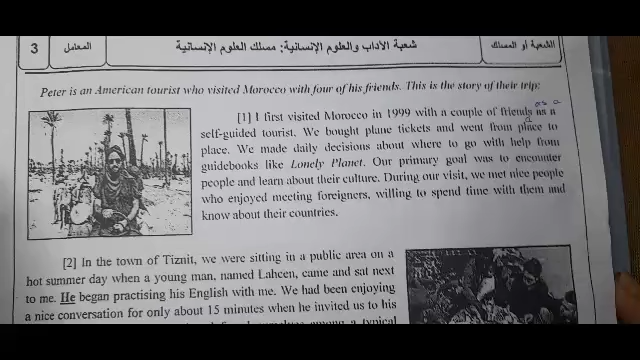 الشعبة أو المسلك
شعبة الآداب والعلوم الإنسانية: مسلك العلوم الإنسانية
المعامل
3
Peter is an American tourist who visited Morocco with four of his friends. This is the story of their trip:
as a
[1] I first visited Morocco in 1999 with a couple of friends as a
self-guided tourist. We bought plane tickets and went from place to
place. We made daily decisions about where to go with help from
guidebooks like Lonely Planet. Our primary goal was to encounter
people and learn about their culture. During our visit, we met nice people
who enjoyed meeting foreigners, willing to spend time with them and
know about their countries.
[2] In the town of Tiznit, we were sitting in a public area on a
hot summer day when a young man, named Lahcen, came and sat next
to me. He began practising his English with me. We had been enjoying
a nice conversation for only about 15 minutes when he invited us to his
among a typical